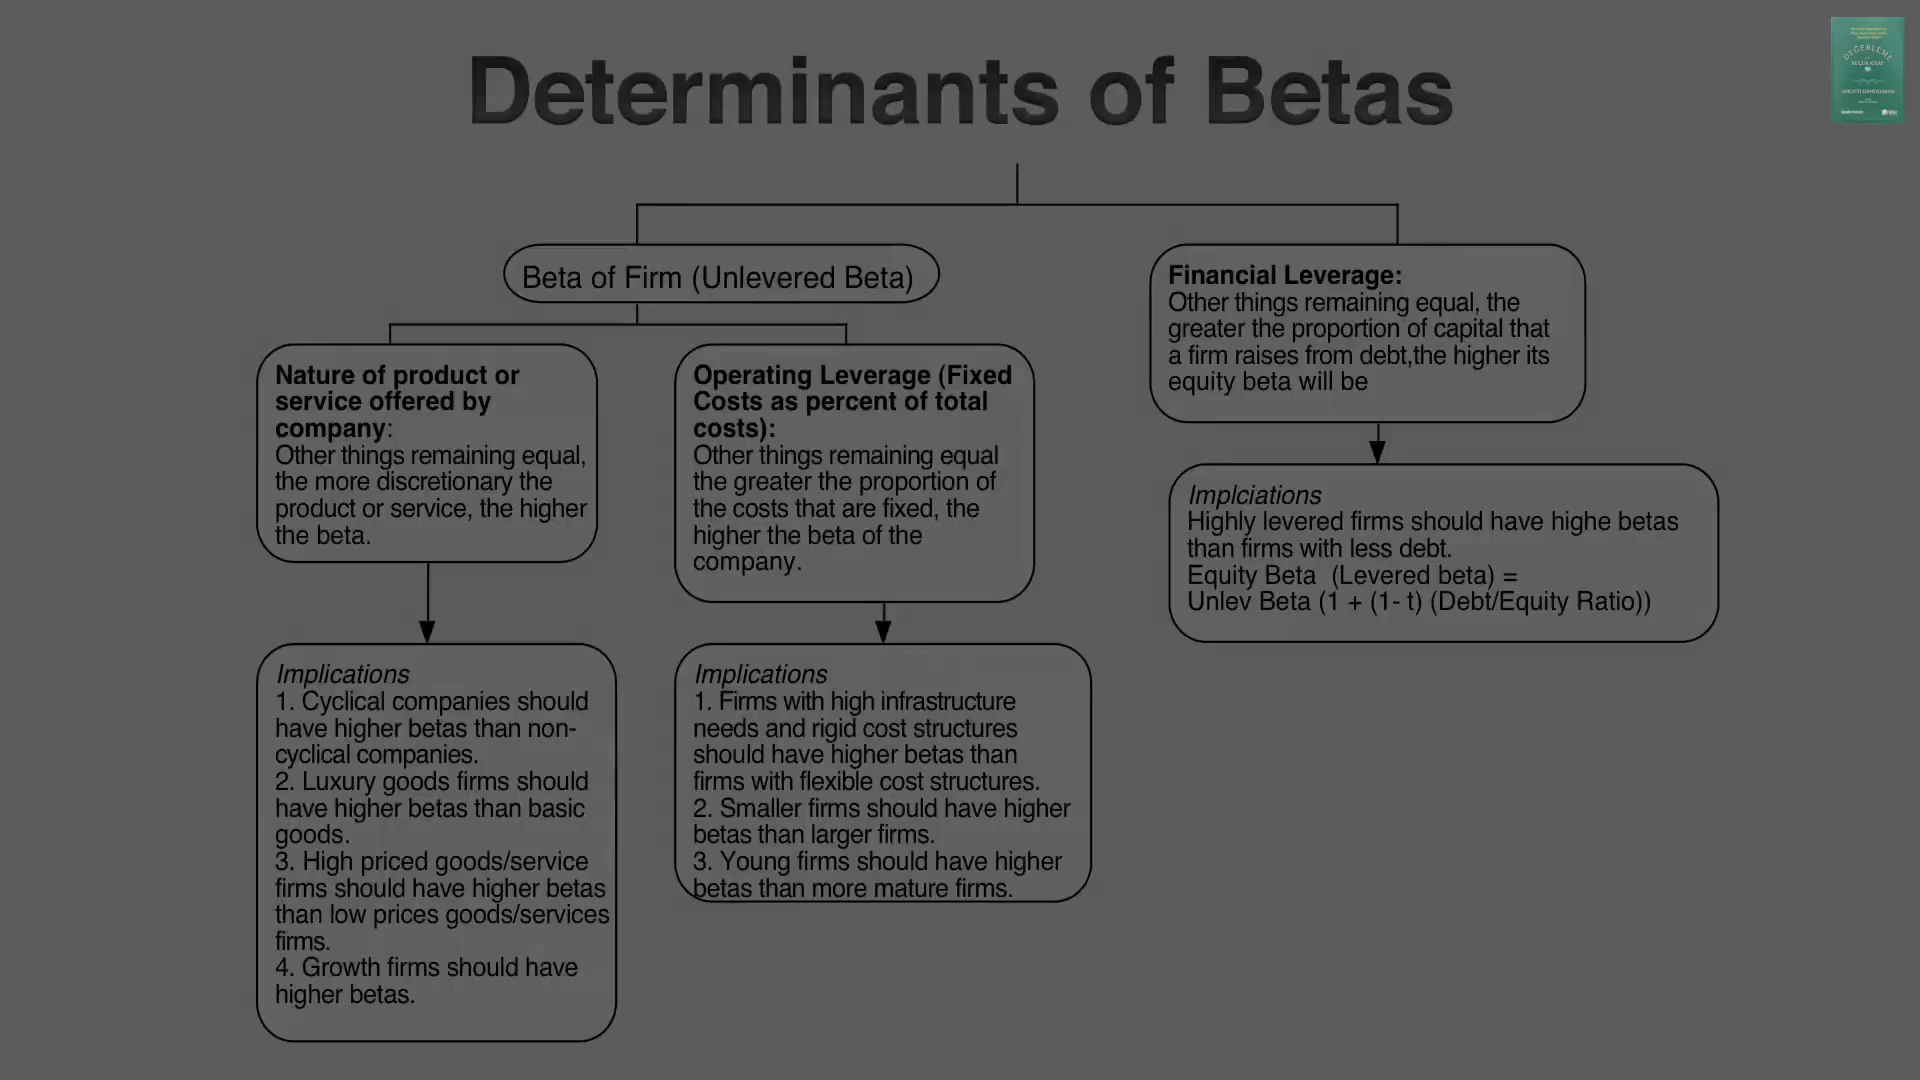 Determinants of Betas
DEĞERLEME
Beta of Firm (Unlevered Beta)
Financial Leverage:
Other things remaining equal, the
greater the proportion of capital that
a firm raises from debt,the higher its
equity beta will be
Nature of product or
service offered by
company:
Other things remaining equal,
the more discretionary the
product or service, the higher
the beta.
Operating Leverage (Fixed
Costs as percent of total
costs):
Other things remaining equal
the greater the proportion of
the costs that are fixed, the
higher the beta of the
company.
Implciations
Highly levered firms should have highe betas
than firms with less debt.
Equity Beta (Levered beta) =
Unlev Beta (1 + (1- t) (Debt/Equity Ratio))
Implications
1. Cyclical companies should
have higher betas than non-
cyclical companies.
2. Luxury goods firms should
have higher betas than basic
goods.
3. High priced goods/service
firms should have higher betas
than low prices goods/services
firms.
4. Growth firms should have
higher betas.
Implications
1. Firms with high infrastructure
needs and rigid cost structures
should have higher betas than
firms with flexible cost structures.
2. Smaller firms should have higher
betas than larger firms.
3. Young firms should have higher
betas than more mature firms.